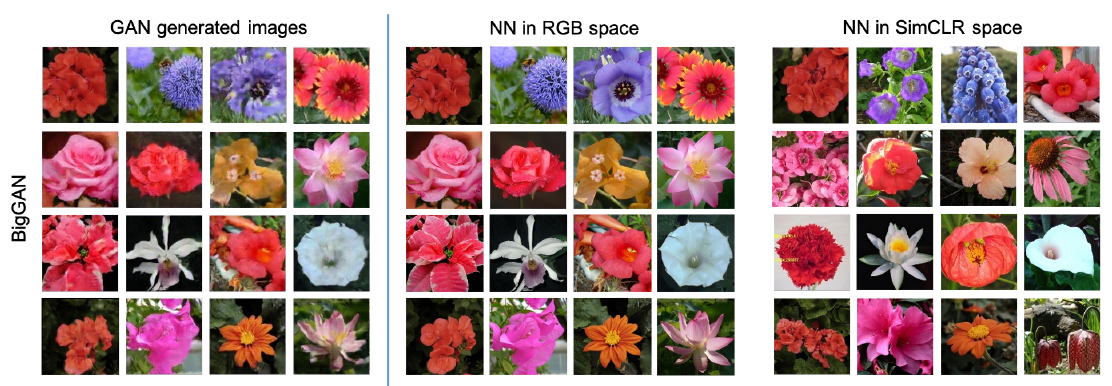 GAN generated images
NN in RGB space
NN in SimCLR space
BigGAN